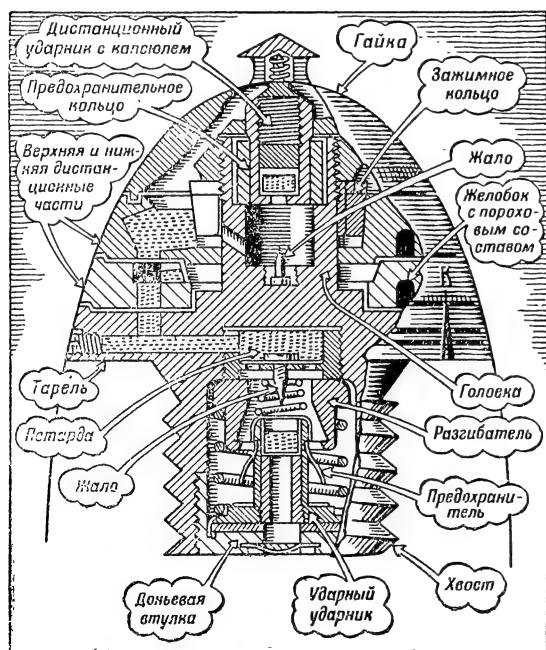 Дистанционный
ударник с капсюлем
Гайка
Предохранительное
кольцо
Зажимное
кольцо
Верхняя и ниж-
няя дистан-
ционные
части
Жало
Желобок
с порохо-
вым со-
ставом
К
Тарель
Петарда
Жало
Головка
Разгибатель
Предохрани-
тель
Доньевая
втулка
Ударный
ударник
Хвост